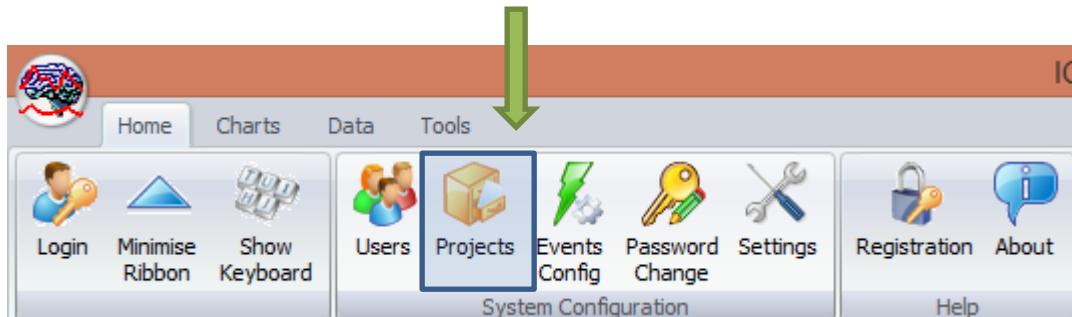 IC
Home Charts Data Tools
Login Minimise Ribbon Show Keyboard Users Projects Events Config Password Change Settings Registration About
System Configuration Help